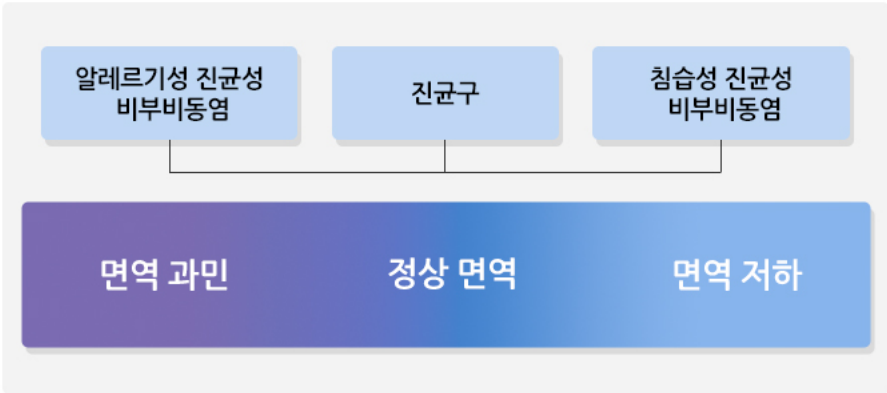 알레르기성 진균성
비부비동염
진균구
침습성 진균성
비부비동염
면역 과민
정상 면역
면역 저하